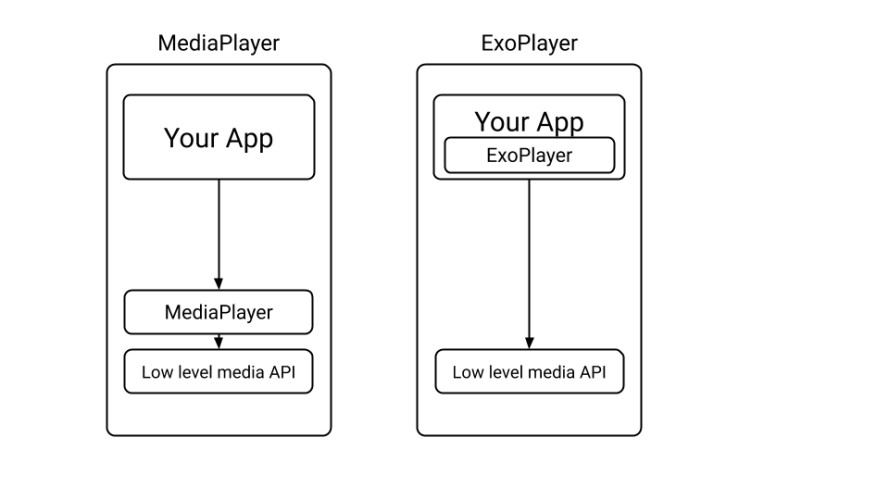 MediaPlayer
Your App
MediaPlayer
Low level media API
ExoPlayer
Your App
ExoPlayer
Low level media API